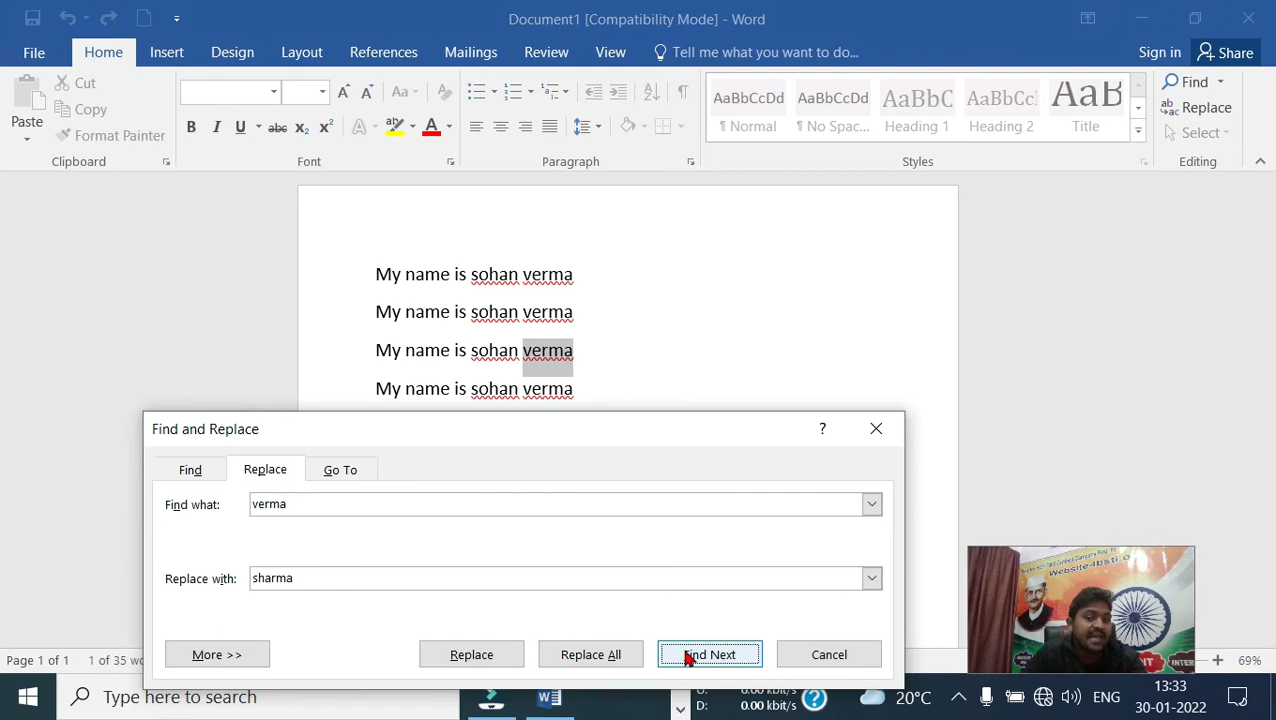 Document1 [Compatibility Mode] - Word
File Home Insert Design Layout References Mailings Review View Tell me what you want to do... Sign in Share
Paste
Cut
Copy
Format Painter
Aa
B I U abc X₂ X² A A
AaBbCcDd AaBbCcDd AaBbC AaBbCc AaB
¶ Normal ¶ No Spac... Heading 1 Heading 2 Title
Find
Replace
Select
Clipboard Font Paragraph Styles Editing
My name is sohan verma
My name is sohan verma
My name is sohan verma
My name is sohan verma
Find and Replace
Find Replace Go To
Find what: verma
Replace with: sharma
More >> Replace Replace All Find Next Cancel
Page 1 of 1 1 of 35 wo
69%
Type here to search
0.00 kbit/s
D: 0.00 kbit/s
20°C
ENG
13:33
30-01-2022